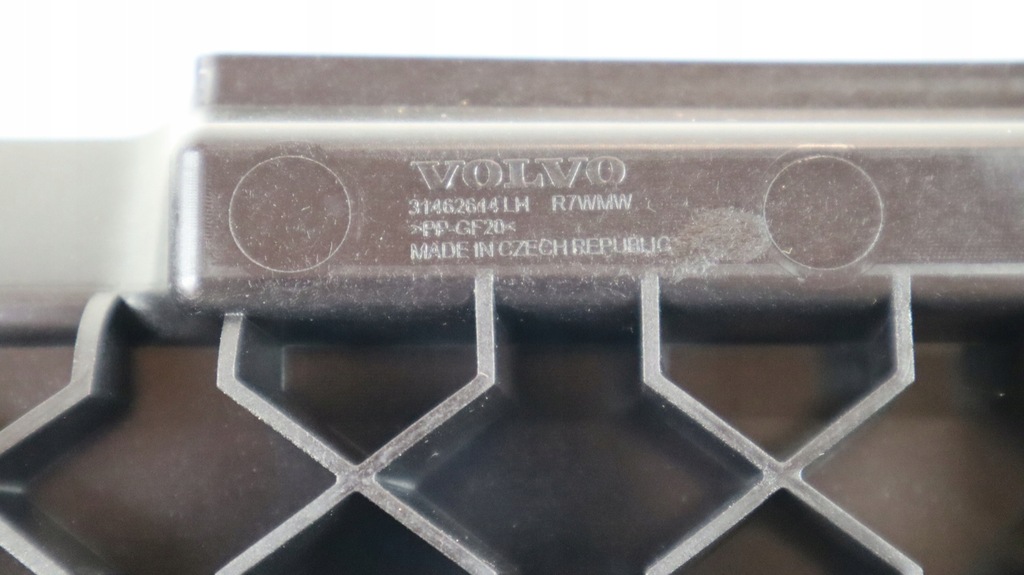 VOLVO
31462644 LH R7WMW
>PP-GF20<
MADE IN CZECH REPUBLIC